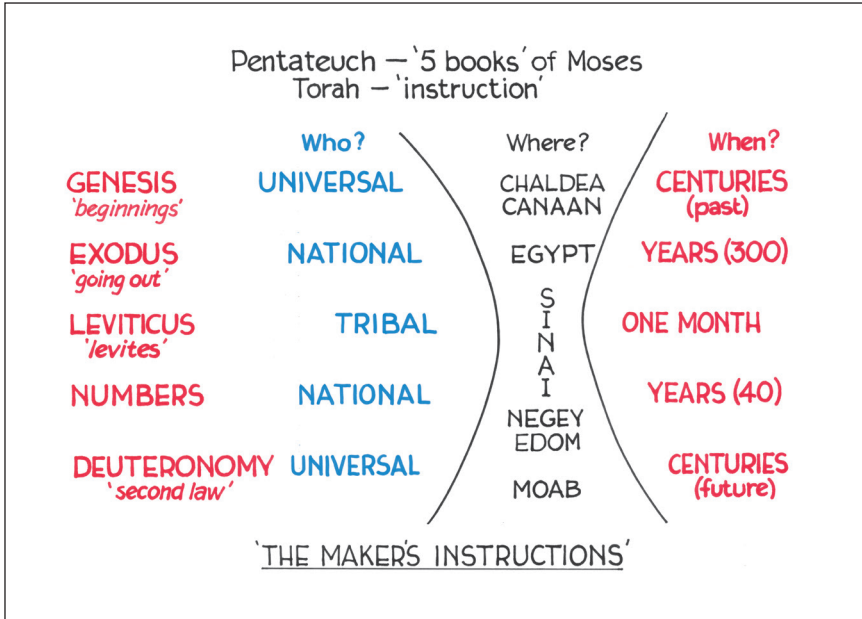 Pentateuch – '5 books' of Moses
Torah – 'instruction'
Who? Where? When?
GENESIS UNIVERSAL CHALDEA CENTURIES
'beginnings' CANAAN (past)
EXODUS NATIONAL EGYPT YEARS (300)
'going out'
LEVITICUS TRIBAL SINAI ONE MONTH
'levites'
NUMBERS NATIONAL YEARS (40)
NEGEY
EDOM
DEUTERONOMY UNIVERSAL CENTURIES
'second law' MOAB (future)
'THE MAKER'S INSTRUCTIONS'